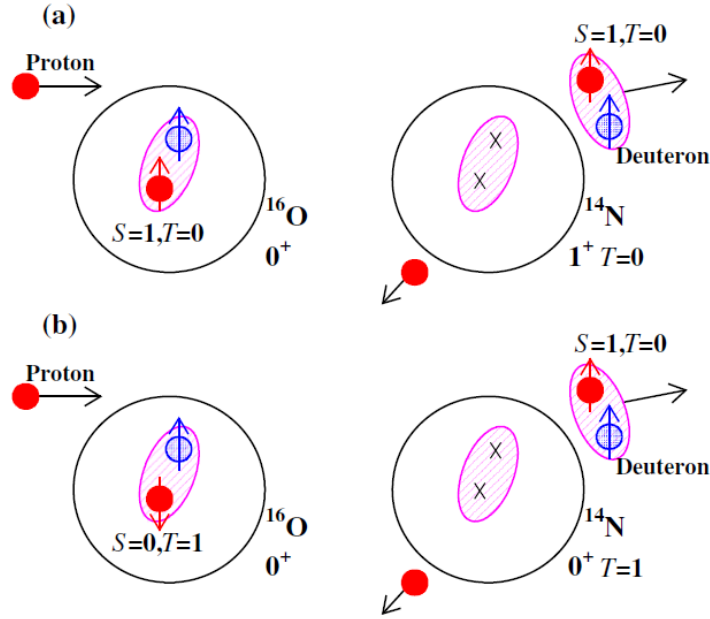 (a)
Proton
S=1,T=0
¹⁶O
0⁺
S=1,T=0
Deuteron
X
X
¹⁴N
1⁺ T=0
(b)
Proton
S=0,T=1
¹⁶O
0⁺
S=1,T=0
Deuteron
X
X
¹⁴N
0⁺ T=1